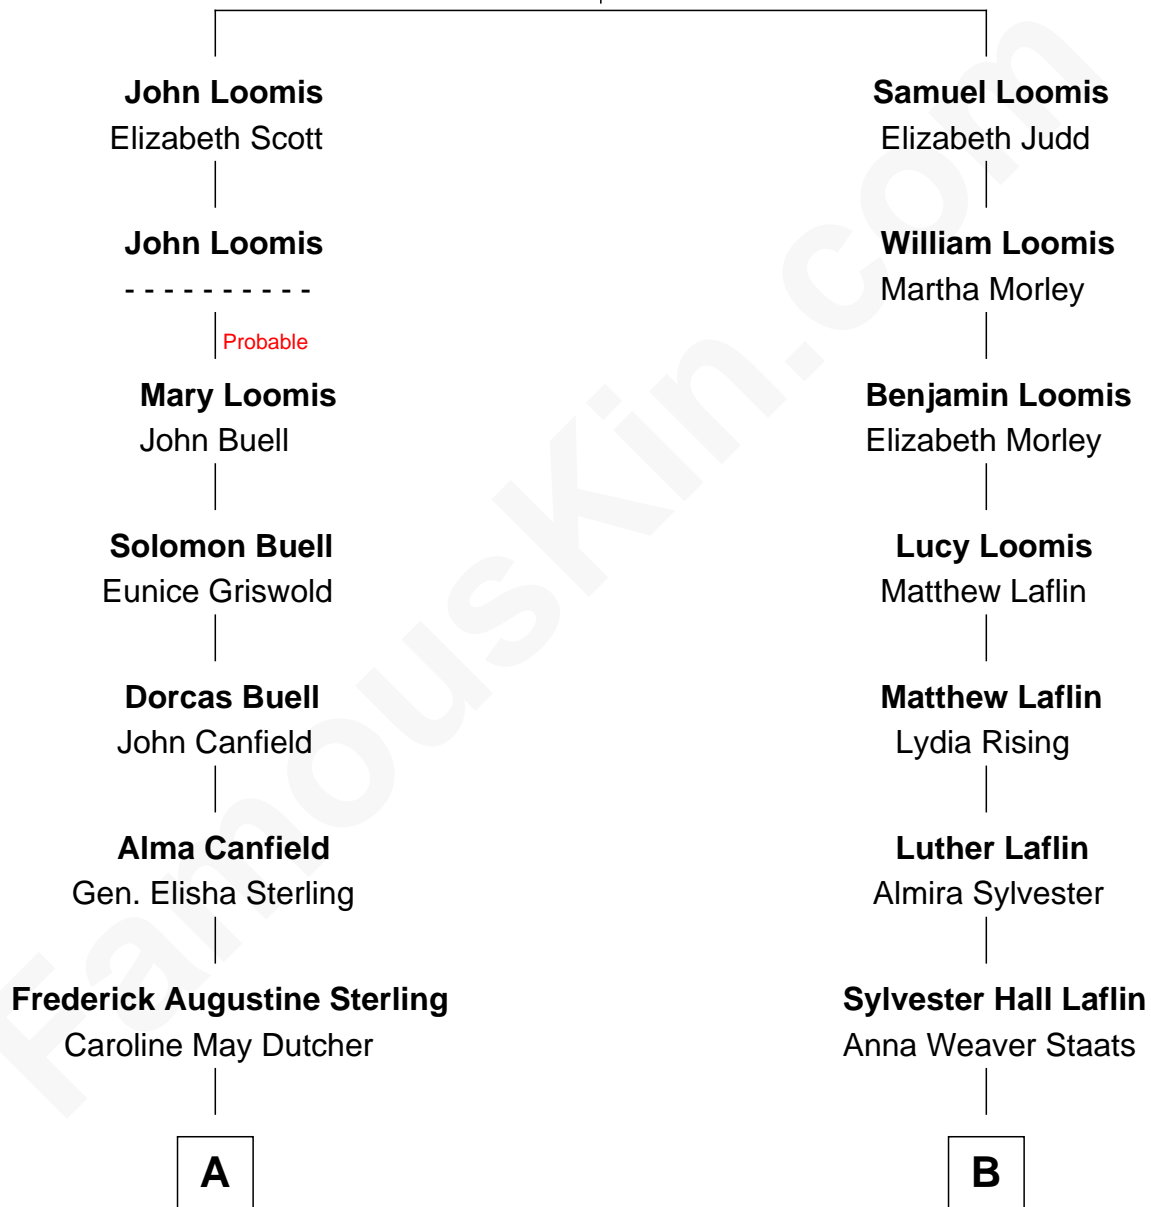 John Loomis
Elizabeth Scott
John Loomis
- - - - - - - - - -
Probable
Mary Loomis
John Buell
Solomon Buell
Eunice Griswold
Dorcas Buell
John Canfield
Alma Canfield
Gen. Elisha Sterling
Frederick Augustine Sterling
Caroline May Dutcher
A
Samuel Loomis
Elizabeth Judd
William Loomis
Martha Morley
Benjamin Loomis
Elizabeth Morley
Lucy Loomis
Matthew Laflin
Matthew Laflin
Lydia Rising
Luther Laflin
Almira Sylvester
Sylvester Hall Laflin
Anna Weaver Staats
B
FamousKin.com